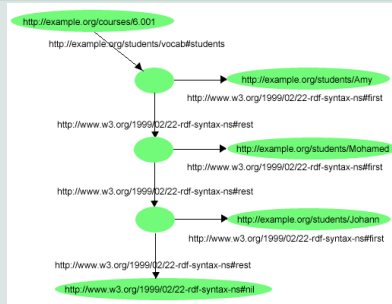 http://example.org/courses/6.001
http://example.org/students/vocab#students
http://example.org/students/Amy
http://www.w3.org/1999/02/22-rdf-syntax-ns#first
http://www.w3.org/1999/02/22-rdf-syntax-ns#rest
http://example.org/students/Mohamed
http://www.w3.org/1999/02/22-rdf-syntax-ns#first
http://www.w3.org/1999/02/22-rdf-syntax-ns#rest
http://example.org/students/Johann
http://www.w3.org/1999/02/22-rdf-syntax-ns#first
http://www.w3.org/1999/02/22-rdf-syntax-ns#rest
http://www.w3.org/1999/02/22-rdf-syntax-ns#nil